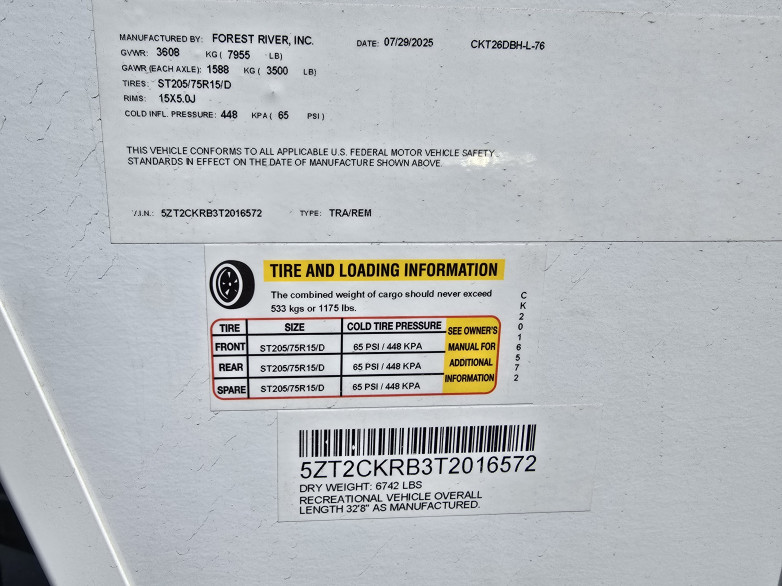 MANUFACTURED BY: FOREST RIVER, INC. DATE: 07/29/2025 CKT26DBH-L-76
GVWR: 3608 KG ( 7955 LB)
GAWR (EACH AXLE): 1588 KG ( 3500 LB)
TIRES: ST205/75R15/D
RIMS: 15X5.0J
COLD INFL. PRESSURE: 448 KPA ( 65 PSI )
THIS VEHICLE CONFORMS TO ALL APPLICABLE U.S. FEDERAL MOTOR VEHICLE SAFETY
STANDARDS IN EFFECT ON THE DATE OF MANUFACTURE SHOWN ABOVE.
V.I.N.: 5ZT2CKRB3T2016572 TYPE: TRA/REM
TIRE AND LOADING INFORMATION
The combined weight of cargo should never exceed
533 kgs or 1175 lbs.
TIRE SIZE COLD TIRE PRESSURE
FRONT ST205/75R15/D 65 PSI / 448 KPA
REAR ST205/75R15/D 65 PSI / 448 KPA
SPARE ST205/75R15/D 65 PSI / 448 KPA
SEE OWNER'S
MANUAL FOR
ADDITIONAL
INFORMATION
CK2016572
5ZT2CKRB3T2016572
DRY WEIGHT: 6742 LBS
RECREATIONAL VEHICLE OVERALL
LENGTH 32'8" AS MANUFACTURED.